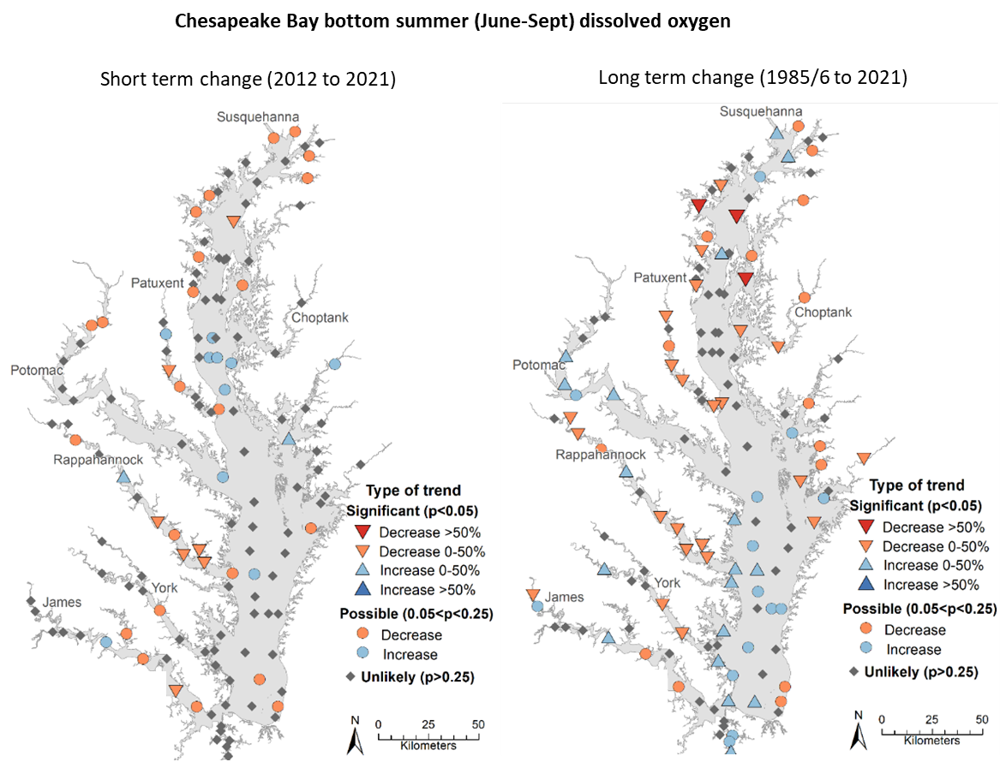 Chesapeake Bay bottom summer (June-Sept) dissolved oxygen
Short term change (2012 to 2021)
Susquehanna
Patuxent
Choptank
Potomac
Rappahannock
York
James
Type of trend
Significant (p<0.05)
Decrease >50%
Decrease 0-50%
Increase 0-50%
Increase >50%
Possible (0.05<p<0.25)
Decrease
Increase
Unlikely (p>0.25)
N
0 25 50
Kilometers
Long term change (1985/6 to 2021)
Susquehanna
Patuxent
Choptank
Potomac
Rappahannock
York
James
Type of trend
Significant (p<0.05)
Decrease >50%
Decrease 0-50%
Increase 0-50%
Increase >50%
Possible (0.05<p<0.25)
Decrease
Increase
Unlikely (p>0.25)
N
0 25 50
Kilometers